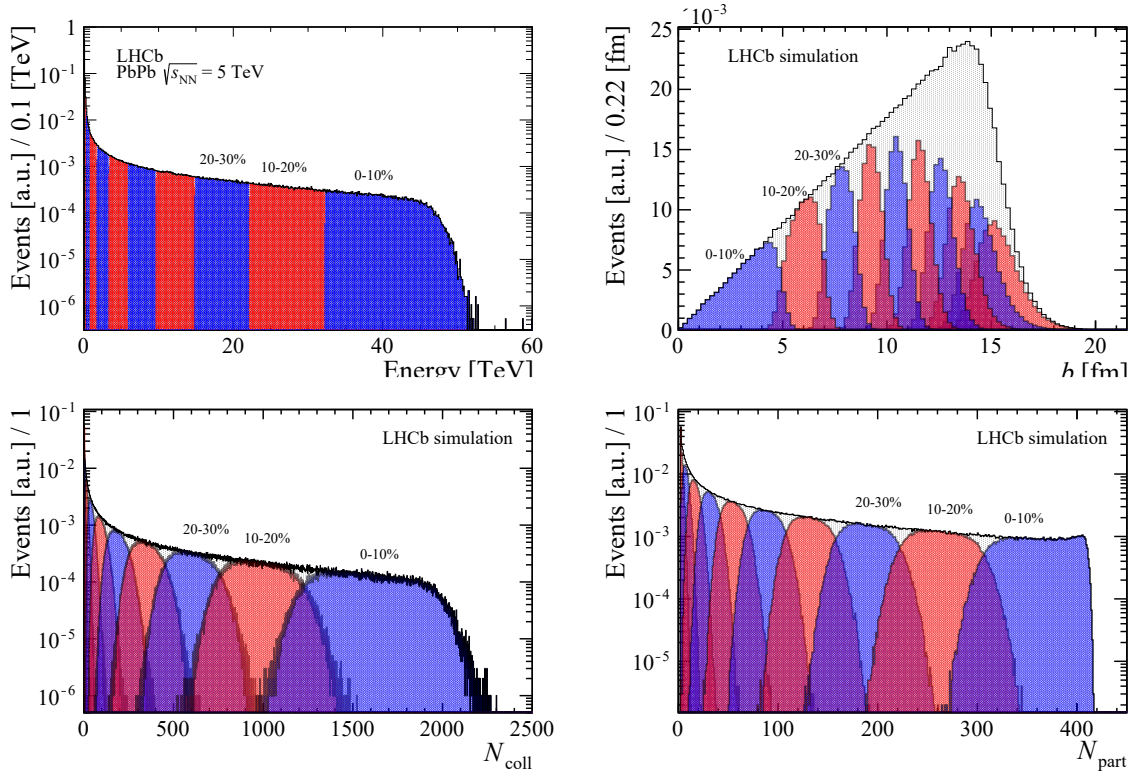 LHCb
PbPb √s_NN = 5 TeV
Events [a.u.] / 0.1 [TeV]
1
10⁻¹
10⁻²
10⁻³
10⁻⁴
10⁻⁵
10⁻⁶
20-30%
10-20%
0-10%
0 20 40 60
Energy [TeV]
×10⁻³
LHCb simulation
Events [a.u.] / 0.22 [fm]
25
20
15
10
5
0
20-30%
10-20%
0-10%
0 5 10 15 20
b [fm]
LHCb simulation
Events [a.u.] / 1
10⁻¹
10⁻²
10⁻³
10⁻⁴
10⁻⁵
10⁻⁶
20-30%
10-20%
0-10%
0 500 1000 1500 2000 2500
N_coll
LHCb simulation
Events [a.u.] / 1
10⁻¹
10⁻²
10⁻³
10⁻⁴
10⁻⁵
20-30%
10-20%
0-10%
0 100 200 300 400
N_part